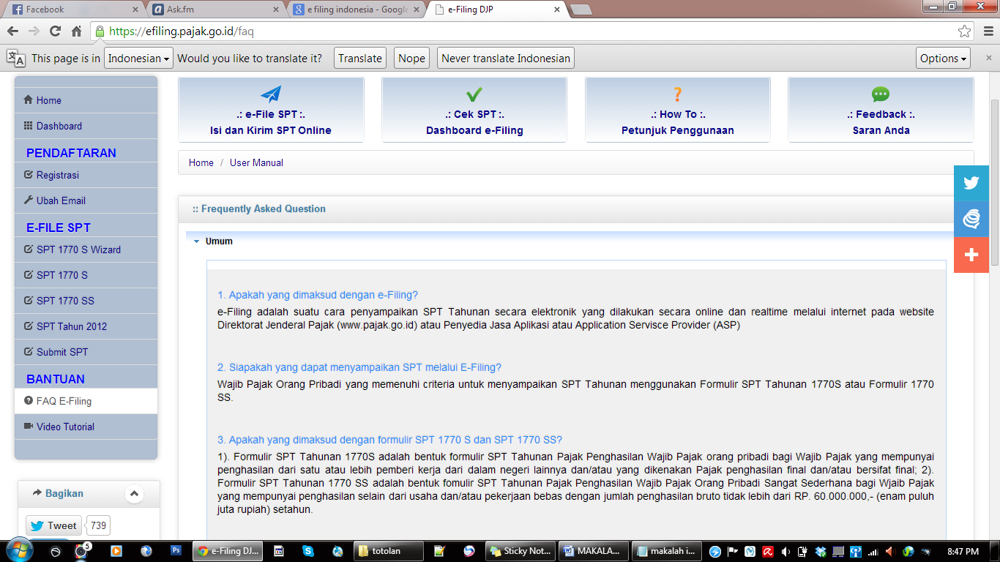 Facebook
Ask.fm
e filing indonesia - Google
e-Filing DJP
https://efiling.pajak.go.id/faq
This page is in Indonesian Would you like to translate it? Translate Nope Never translate Indonesian Options
Home
Dashboard
PENDAFTARAN
Registrasi
Ubah Email
E-FILE SPT
SPT 1770 S Wizard
SPT 1770 S
SPT 1770 SS
SPT Tahun 2012
Submit SPT
BANTUAN
FAQ E-Filing
Video Tutorial
Bagikan
Tweet 739
.: e-File SPT :.
Isi dan Kirim SPT Online
.: Cek SPT :.
Dashboard e-Filing
.: How To :.
Petunjuk Penggunaan
.: Feedback :.
Saran Anda
Home / User Manual
:: Frequently Asked Question
Umum
1. Apakah yang dimaksud dengan e-Filing?
e-Filing adalah suatu cara penyampaikan SPT Tahunan secara elektronik yang dilakukan secara online dan realtime melalui internet pada website
Direktorat Jenderal Pajak (www.pajak.go.id) atau Penyedia Jasa Aplikasi atau Application Servisce Provider (ASP)
2. Siapakah yang dapat menyampaikan SPT melalui E-Filing?
Wajib Pajak Orang Pribadi yang memenuhi criteria untuk menyampaikan SPT Tahunan menggunakan Formulir SPT Tahunan 1770S atau Formulir 1770
SS.
3. Apakah yang dimaksud dengan formulir SPT 1770 S dan SPT 1770 SS?
1). Formulir SPT Tahunan 1770S adalah bentuk formulir SPT Tahunan Pajak Penghasilan Wajib Pajak orang pribadi bagi Wajib Pajak yang mempunyai
penghasilan dari satu atau lebih pemberi kerja dari dalam negeri lainnya dan/atau yang dikenakan Pajak penghasilan final dan/atau bersifat final; 2).
Formulir SPT Tahunan 1770 SS adalah bentuk fomulir SPT Tahunan Pajak Penghasilan Wajib Pajak Orang Pribadi Sangat Sederhana bagi Wjaib Pajak
yang mempunyai penghasilan selain dari usaha dan/atau pekerjaan bebas dengan jumlah penghasilan bruto tidak lebih dari RP. 60.000.000,- (enam puluh
juta rupiah) setahun.
5
Ps
e-Filing DJ...
totolan
Sticky Not...
MAKALA...
makalah i...
8:47 PM